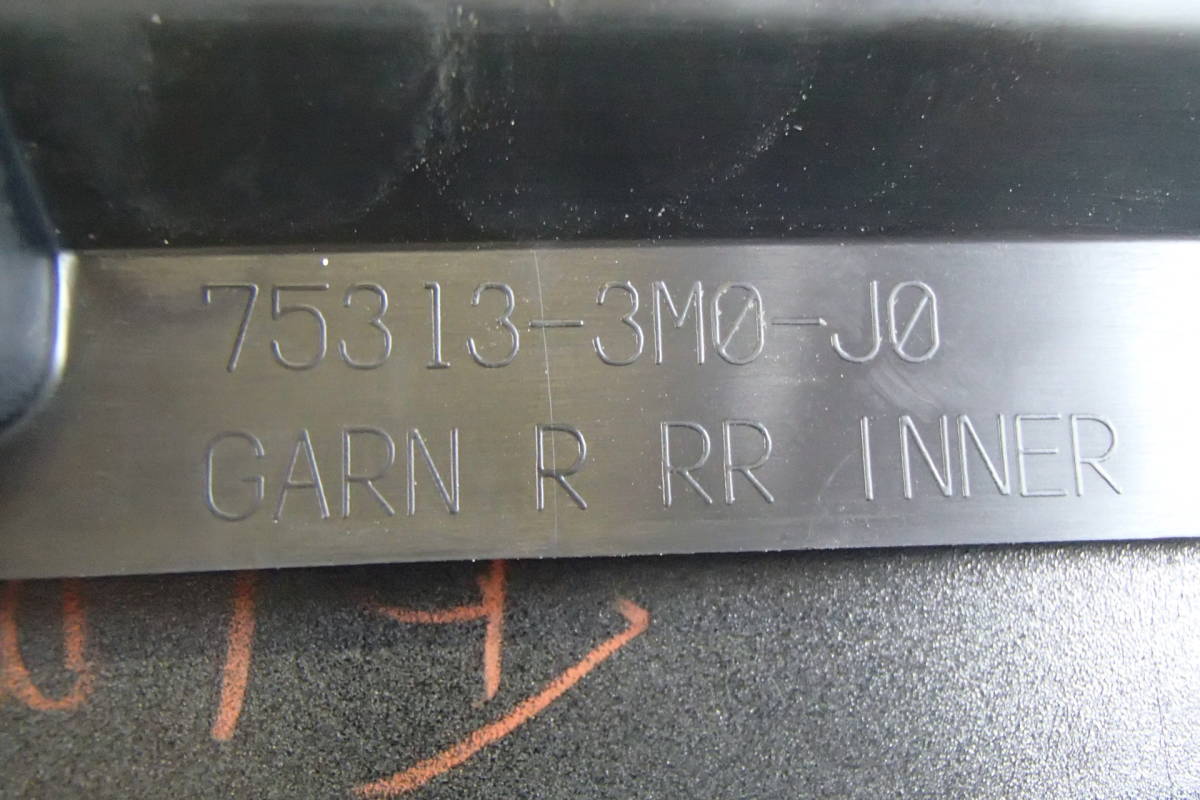 75313-3M0-J0
GARN R RR INNER